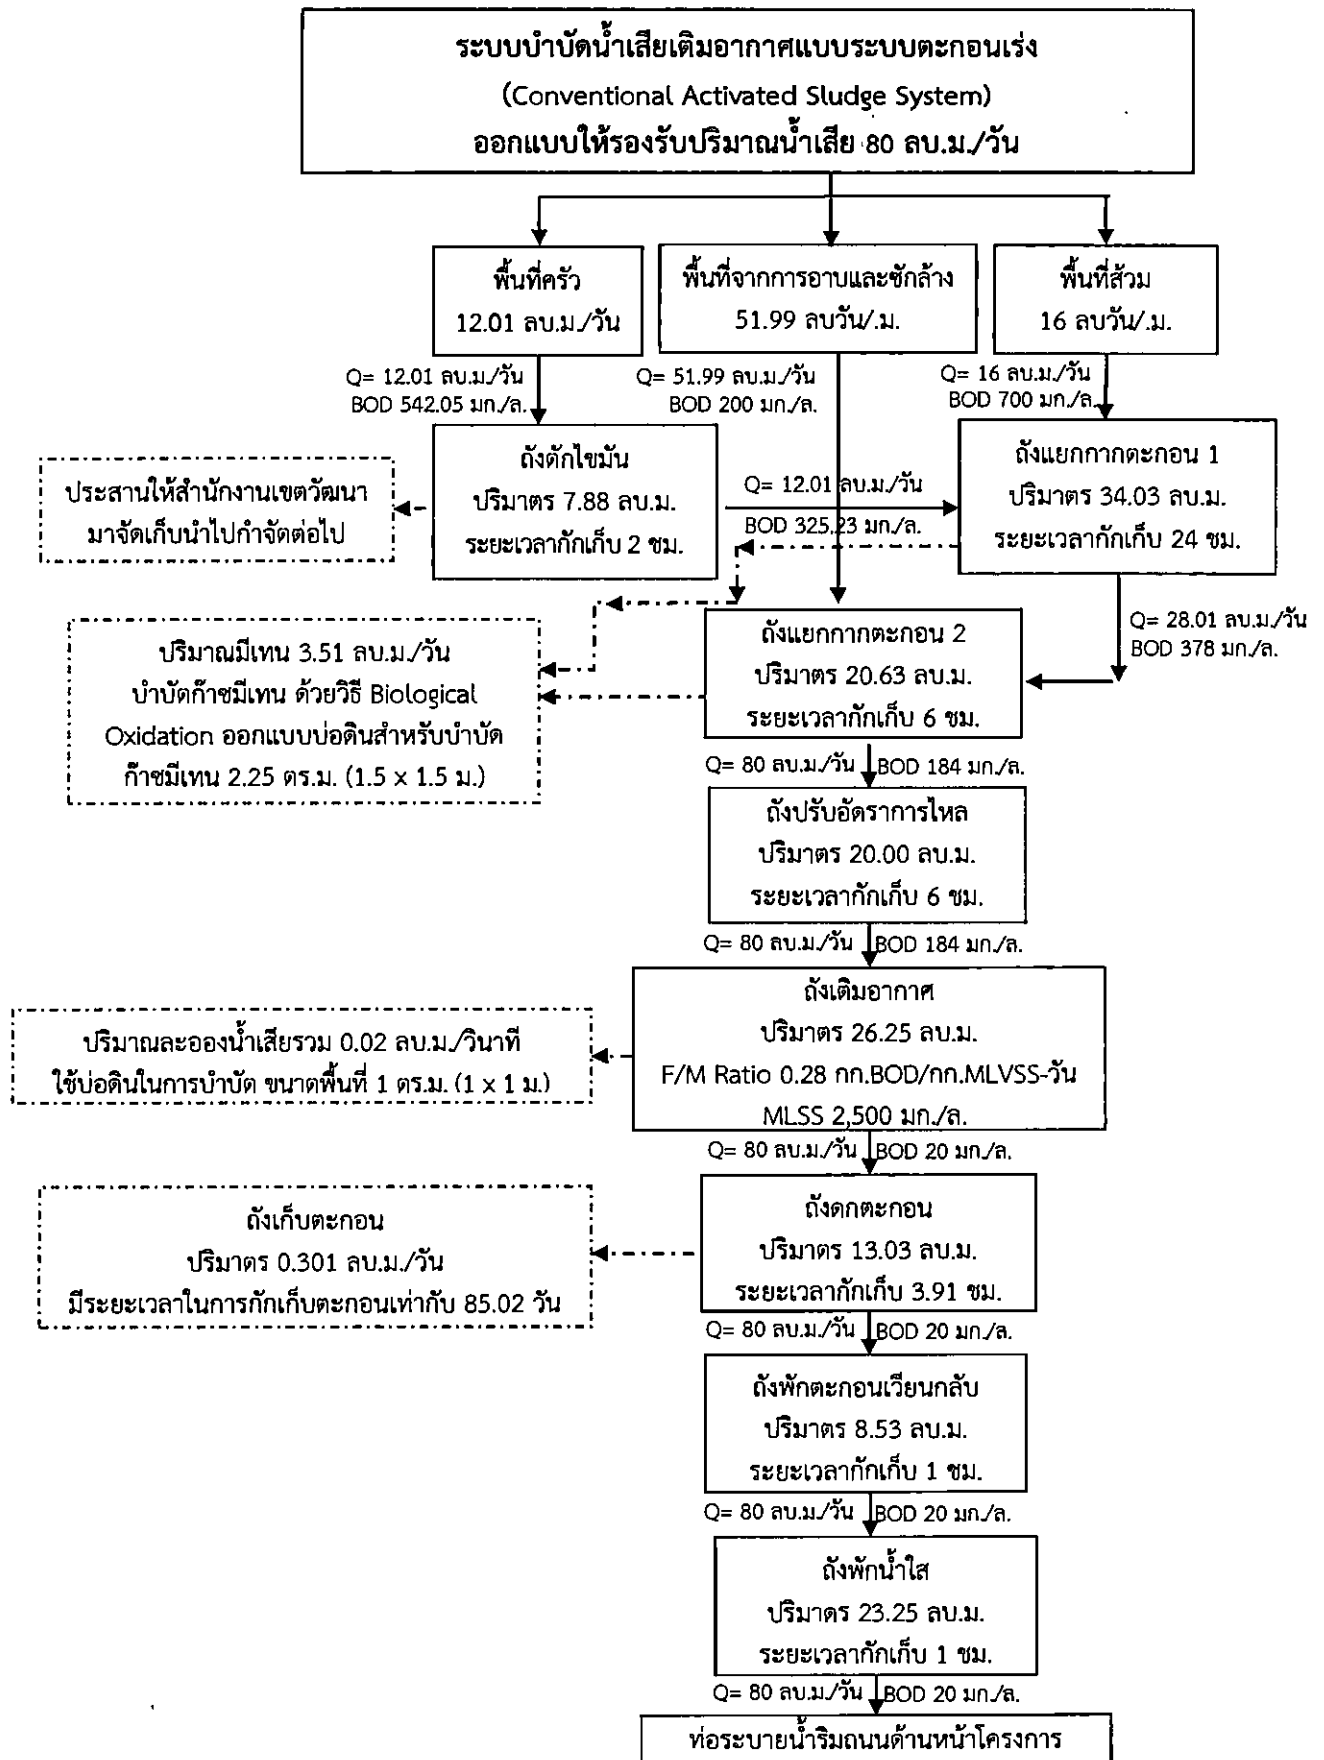 ระบบบำบัดน้ำเสียเติมอากาศแบบระบบตะกอนเร่ง
(Conventional Activated Sludge System)
ออกแบบให้รองรับปริมาณน้ำเสีย 80 ลบ.ม./วัน
พื้นที่ครัว
12.01 ลบ.ม./วัน
พื้นที่จากการอาบและซักล้าง
51.99 ลบวัน/.ม.
พื้นที่ส้วม
16 ลบวัน/.ม.
Q= 12.01 ลบ.ม./วัน
BOD 542.05 มก./ล.
Q= 51.99 ลบ.ม./วัน
BOD 200 มก./ล.
Q= 16 ลบ.ม./วัน
BOD 700 มก./ล.
ประสานให้สำนักงานเขตวัฒนา
มาจัดเก็บนำไปกำจัดต่อไป
ถังดักไขมัน
ปริมาตร 7.88 ลบ.ม.
ระยะเวลากักเก็บ 2 ชม.
Q= 12.01 ลบ.ม./วัน
BOD 325.23 มก./ล.
ถังแยกกากตะกอน 1
ปริมาตร 34.03 ลบ.ม.
ระยะเวลากักเก็บ 24 ชม.
Q= 28.01 ลบ.ม./วัน
BOD 378 มก./ล.
ปริมาณมีเทน 3.51 ลบ.ม./วัน
บำบัดก๊าซมีเทน ด้วยวิธี Biological
Oxidation ออกแบบบ่อดินสำหรับบำบัด
ก๊าซมีเทน 2.25 ตร.ม. (1.5 x 1.5 ม.)
ถังแยกกากตะกอน 2
ปริมาตร 20.63 ลบ.ม.
ระยะเวลากักเก็บ 6 ชม.
Q= 80 ลบ.ม./วัน BOD 184 มก./ล.
ถังปรับอัตราการไหล
ปริมาตร 20.00 ลบ.ม.
ระยะเวลากักเก็บ 6 ชม.
Q= 80 ลบ.ม./วัน BOD 184 มก./ล.
ปริมาณละอองน้ำเสียรวม 0.02 ลบ.ม./วินาที
ใช้บ่อดินในการบำบัด ขนาดพื้นที่ 1 ตร.ม. (1 x 1 ม.)
ถังเติมอากาศ
ปริมาตร 26.25 ลบ.ม.
F/M Ratio 0.28 กก.BOD/กก.MLVSS-วัน
MLSS 2,500 มก./ล.
Q= 80 ลบ.ม./วัน BOD 20 มก./ล.
ถังเก็บตะกอน
ปริมาตร 0.301 ลบ.ม./วัน
มีระยะเวลาในการกักเก็บตะกอนเท่ากับ 85.02 วัน
ถังตกตะกอน
ปริมาตร 13.03 ลบ.ม.
ระยะเวลากักเก็บ 3.91 ชม.
Q= 80 ลบ.ม./วัน BOD 20 มก./ล.
ถังพักตะกอนเวียนกลับ
ปริมาตร 8.53 ลบ.ม.
ระยะเวลากักเก็บ 1 ชม.
Q= 80 ลบ.ม./วัน BOD 20 มก./ล.
ถังพักน้ำใส
ปริมาตร 23.25 ลบ.ม.
ระยะเวลากักเก็บ 1 ชม.
Q= 80 ลบ.ม./วัน BOD 20 มก./ล.
ท่อระบายน้ำริมถนนด้านหน้าโครงการ